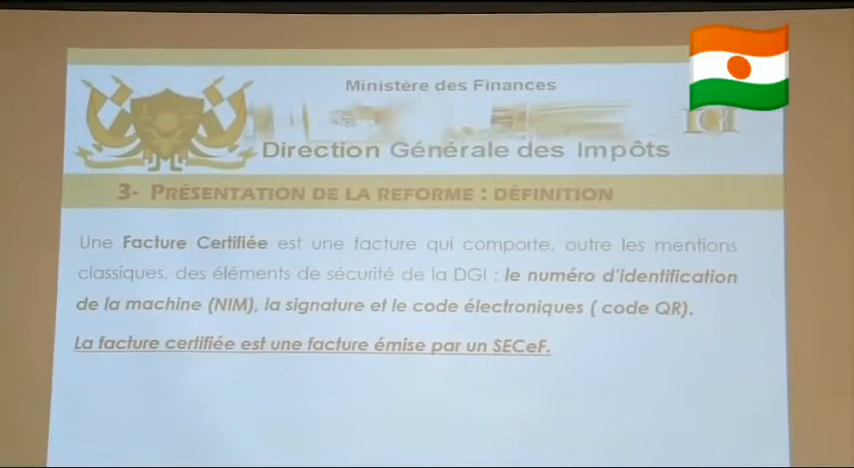 Ministère des Finances
DGI
Direction Générale des Impôts
3- PRÉSENTATION DE LA REFORME : DÉFINITION
Une Facture Certifiée est une facture qui comporte, outre les mentions
classiques, des éléments de sécurité de la DGI : le numéro d'identification
de la machine (NIM), la signature et le code électroniques ( code QR).
La facture certifiée est une facture émise par un SECeF.